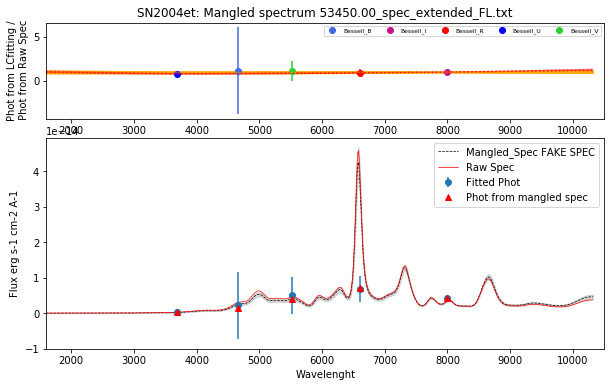 SN2004et: Mangled spectrum 53450.00_spec_extended_FL.txt
Phot from LCfitting /
Phot from Raw Spec
5
0
Bessell_B
Bessell_I
Bessell_R
Bessell_U
Bessell_V
2000 3000 4000 5000 6000 7000 8000 9000 10000
1e−14
Flux erg s-1 cm-2 A-1
4
3
2
1
0
−1
Mangled_Spec FAKE SPEC
Raw Spec
Fitted Phot
Phot from mangled spec
2000 3000 4000 5000 6000 7000 8000 9000 10000
Wavelenght